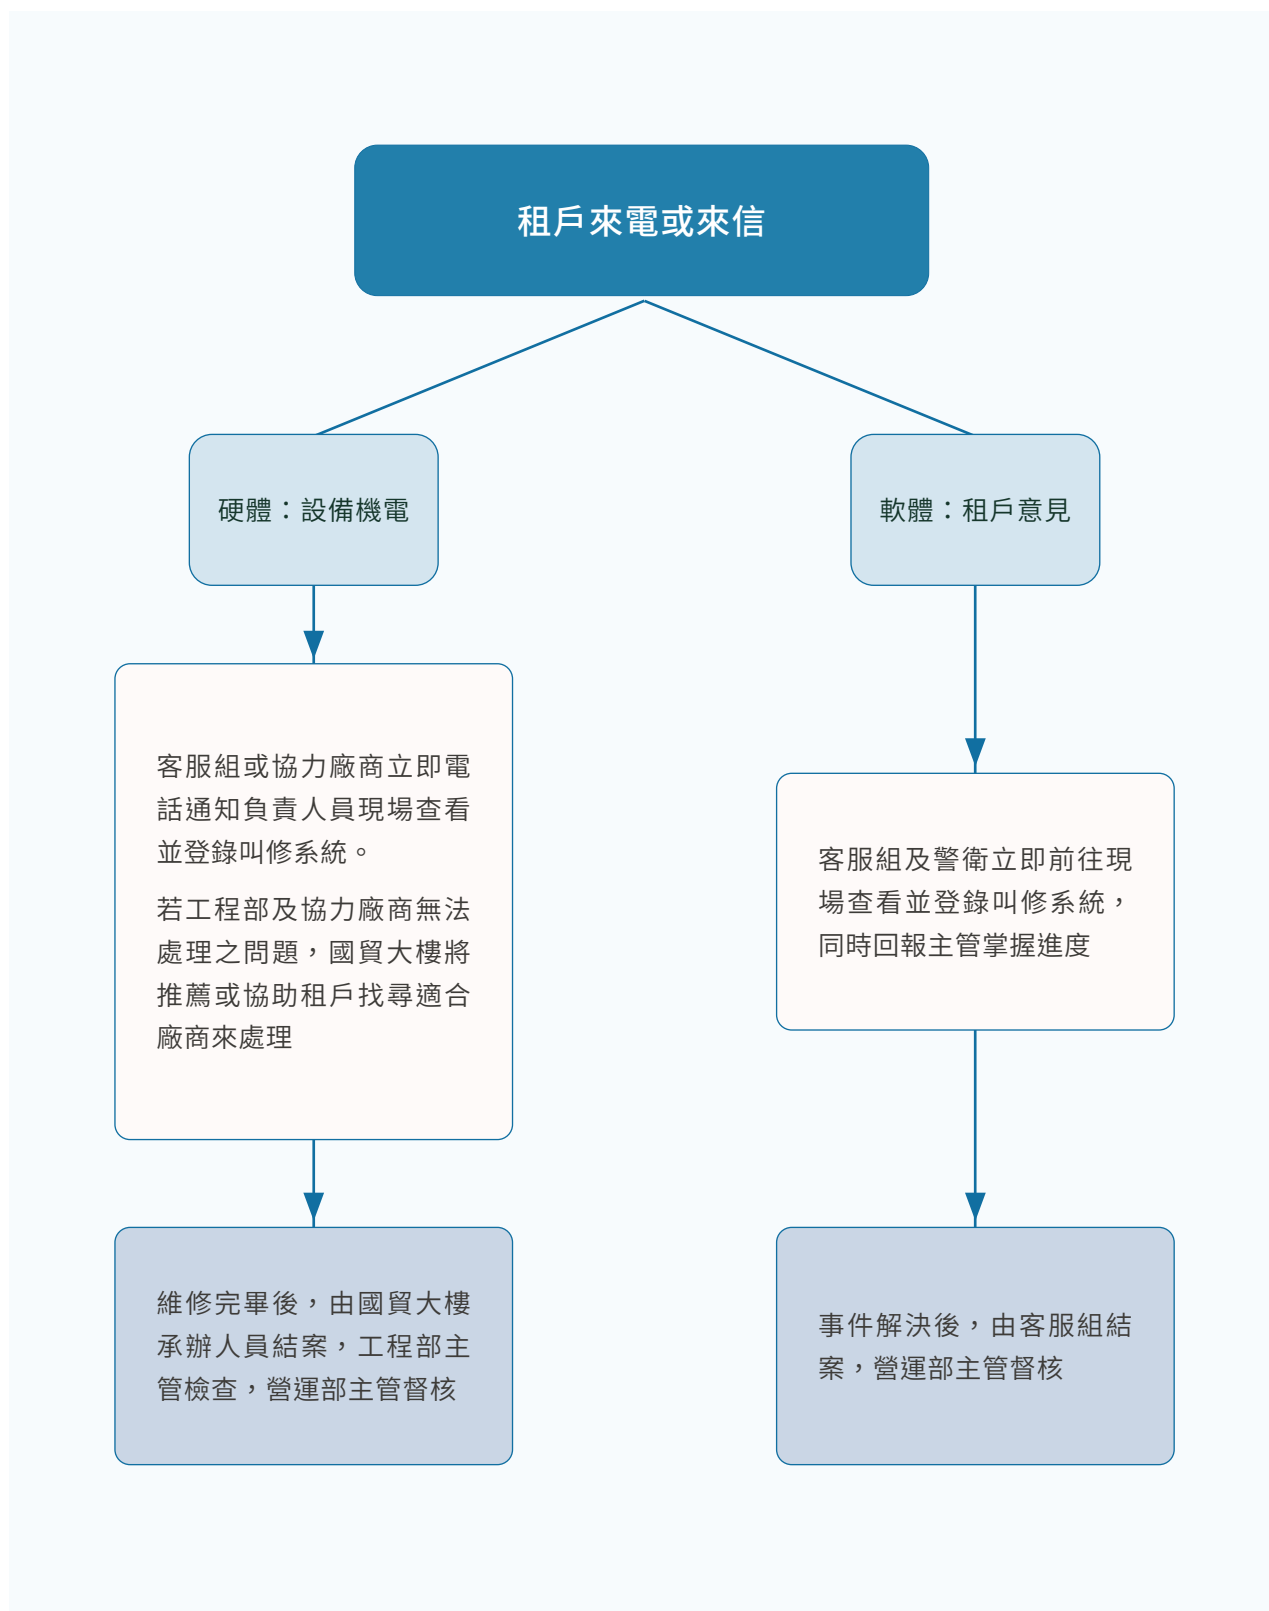 租戶來電或來信
硬體：設備機電
軟體：租戶意見
客服組或協力廠商立即電
話通知負責人員現場查看
並登錄叫修系統。
若工程部及協力廠商無法
處理之問題，國貿大樓將
推薦或協助租戶找尋適合
廠商來處理
客服組及警衛立即前往現
場查看並登錄叫修系統，
同時回報主管掌握進度
維修完畢後，由國貿大樓
承辦人員結案，工程部主
管檢查，營運部主管督核
事件解決後，由客服組結
案，營運部主管督核